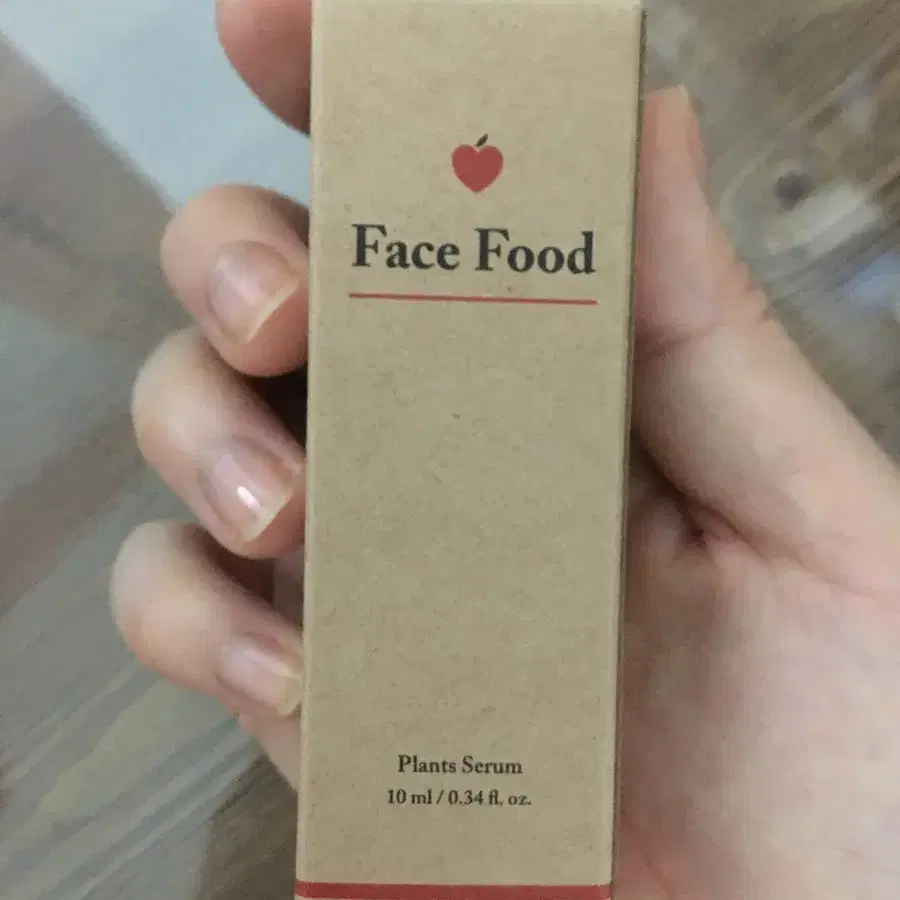 Face Food
Plants Serum
10 ml / 0.34 fl. oz.